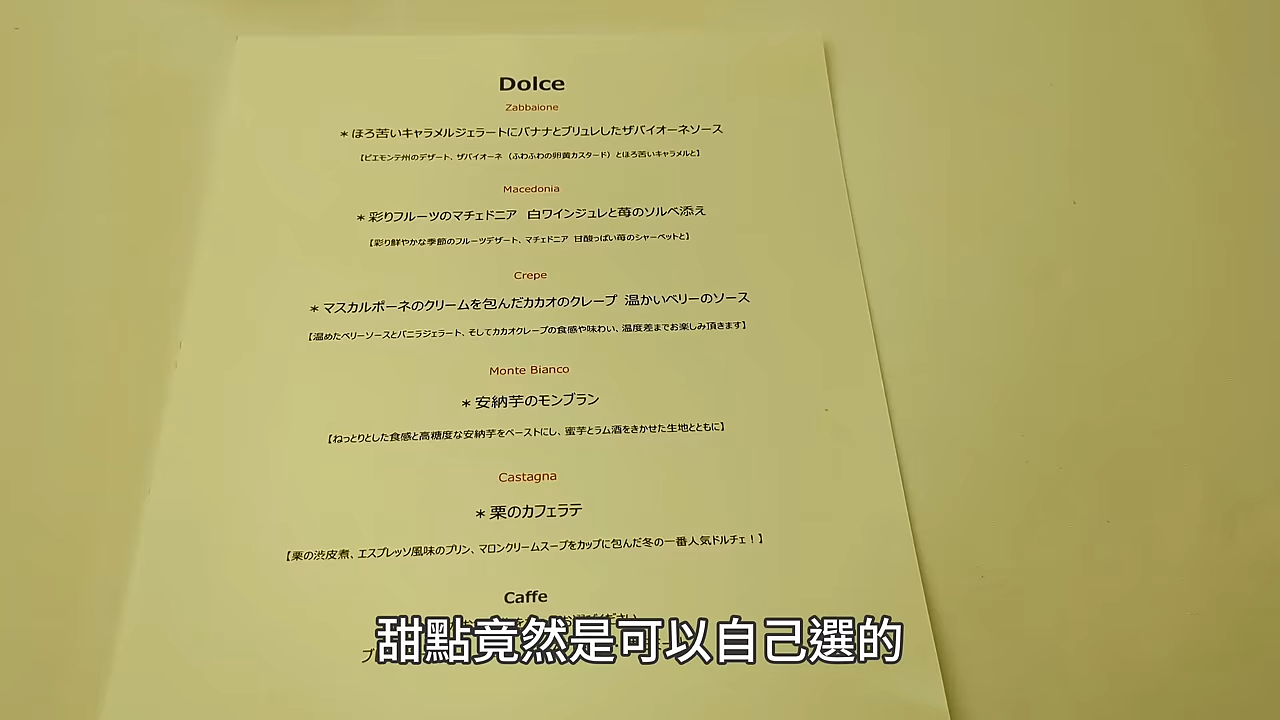 Dolce
Zabbaione
＊ほろ苦いキャラメルジェラートにバナナとブリュレしたザバイオーネソース
【ピエモンテ州のデザート、ザバイオーネ（ふわふわの卵黄カスタード）とほろ苦いキャラメルと】
Macedonia
＊彩りフルーツのマチェドニア 白ワインジュレと苺のソルベ添え
【彩り鮮やかな季節のフルーツデザート、マチェドニア 甘酸っぱい苺のシャーベットと】
Crepe
＊マスカルポーネのクリームを包んだカカオのクレープ 温かいベリーのソース
【温めたベリーソースとバニラジェラート、そしてカカオクレープの食感や味わい、温度差までお楽しみ頂きます】
Monte Bianco
＊安納芋のモンブラン
【ねっとりとした食感と高糖度な安納芋をベーストにし、蜜芋とラム酒をきかせた生地とともに】
Castagna
＊栗のカフェラテ
【栗の渋皮煮、エスプレッソ風味のプリン、マロンクリームスープをカップに包んだ冬の一番人気ドルチェ！】
Caffe
甜點竟然是可以自己選的